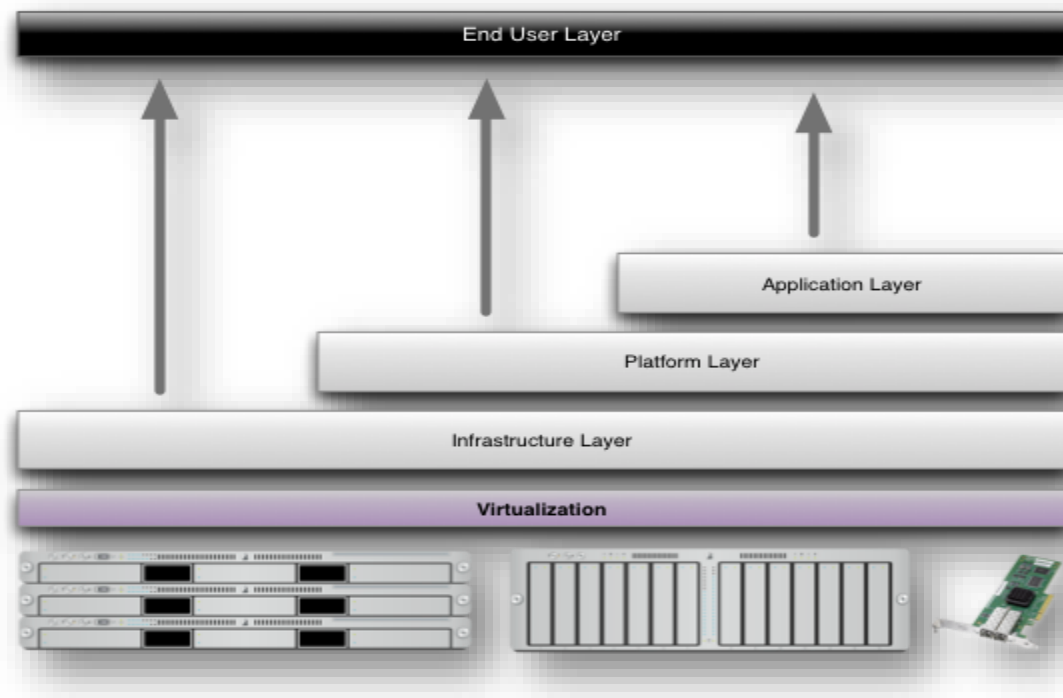 End User Layer
Application Layer
Platform Layer
Infrastructure Layer
Virtualization